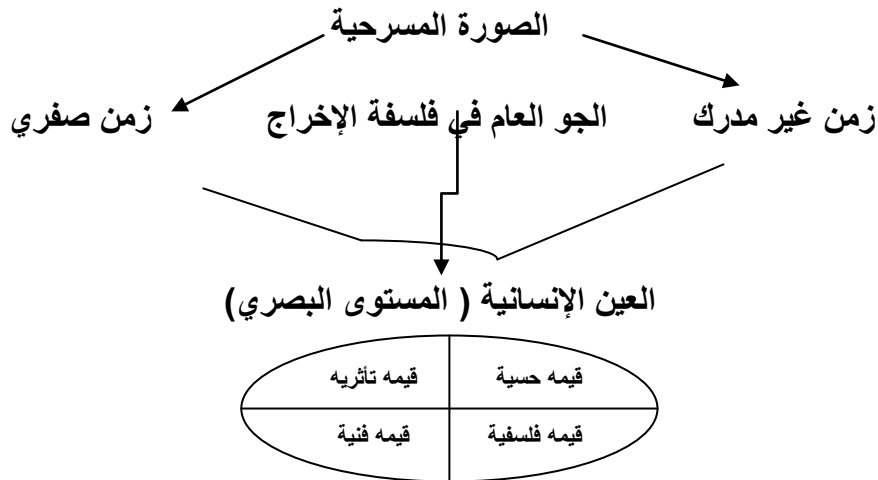 الصورة المسرحية
زمن غير مدرك الجو العام في فلسفة الإخراج زمن صفري
العين الإنسانية ( المستوى البصري)
قيمه حسية قيمه تأثريه
قيمه فلسفية قيمه فنية